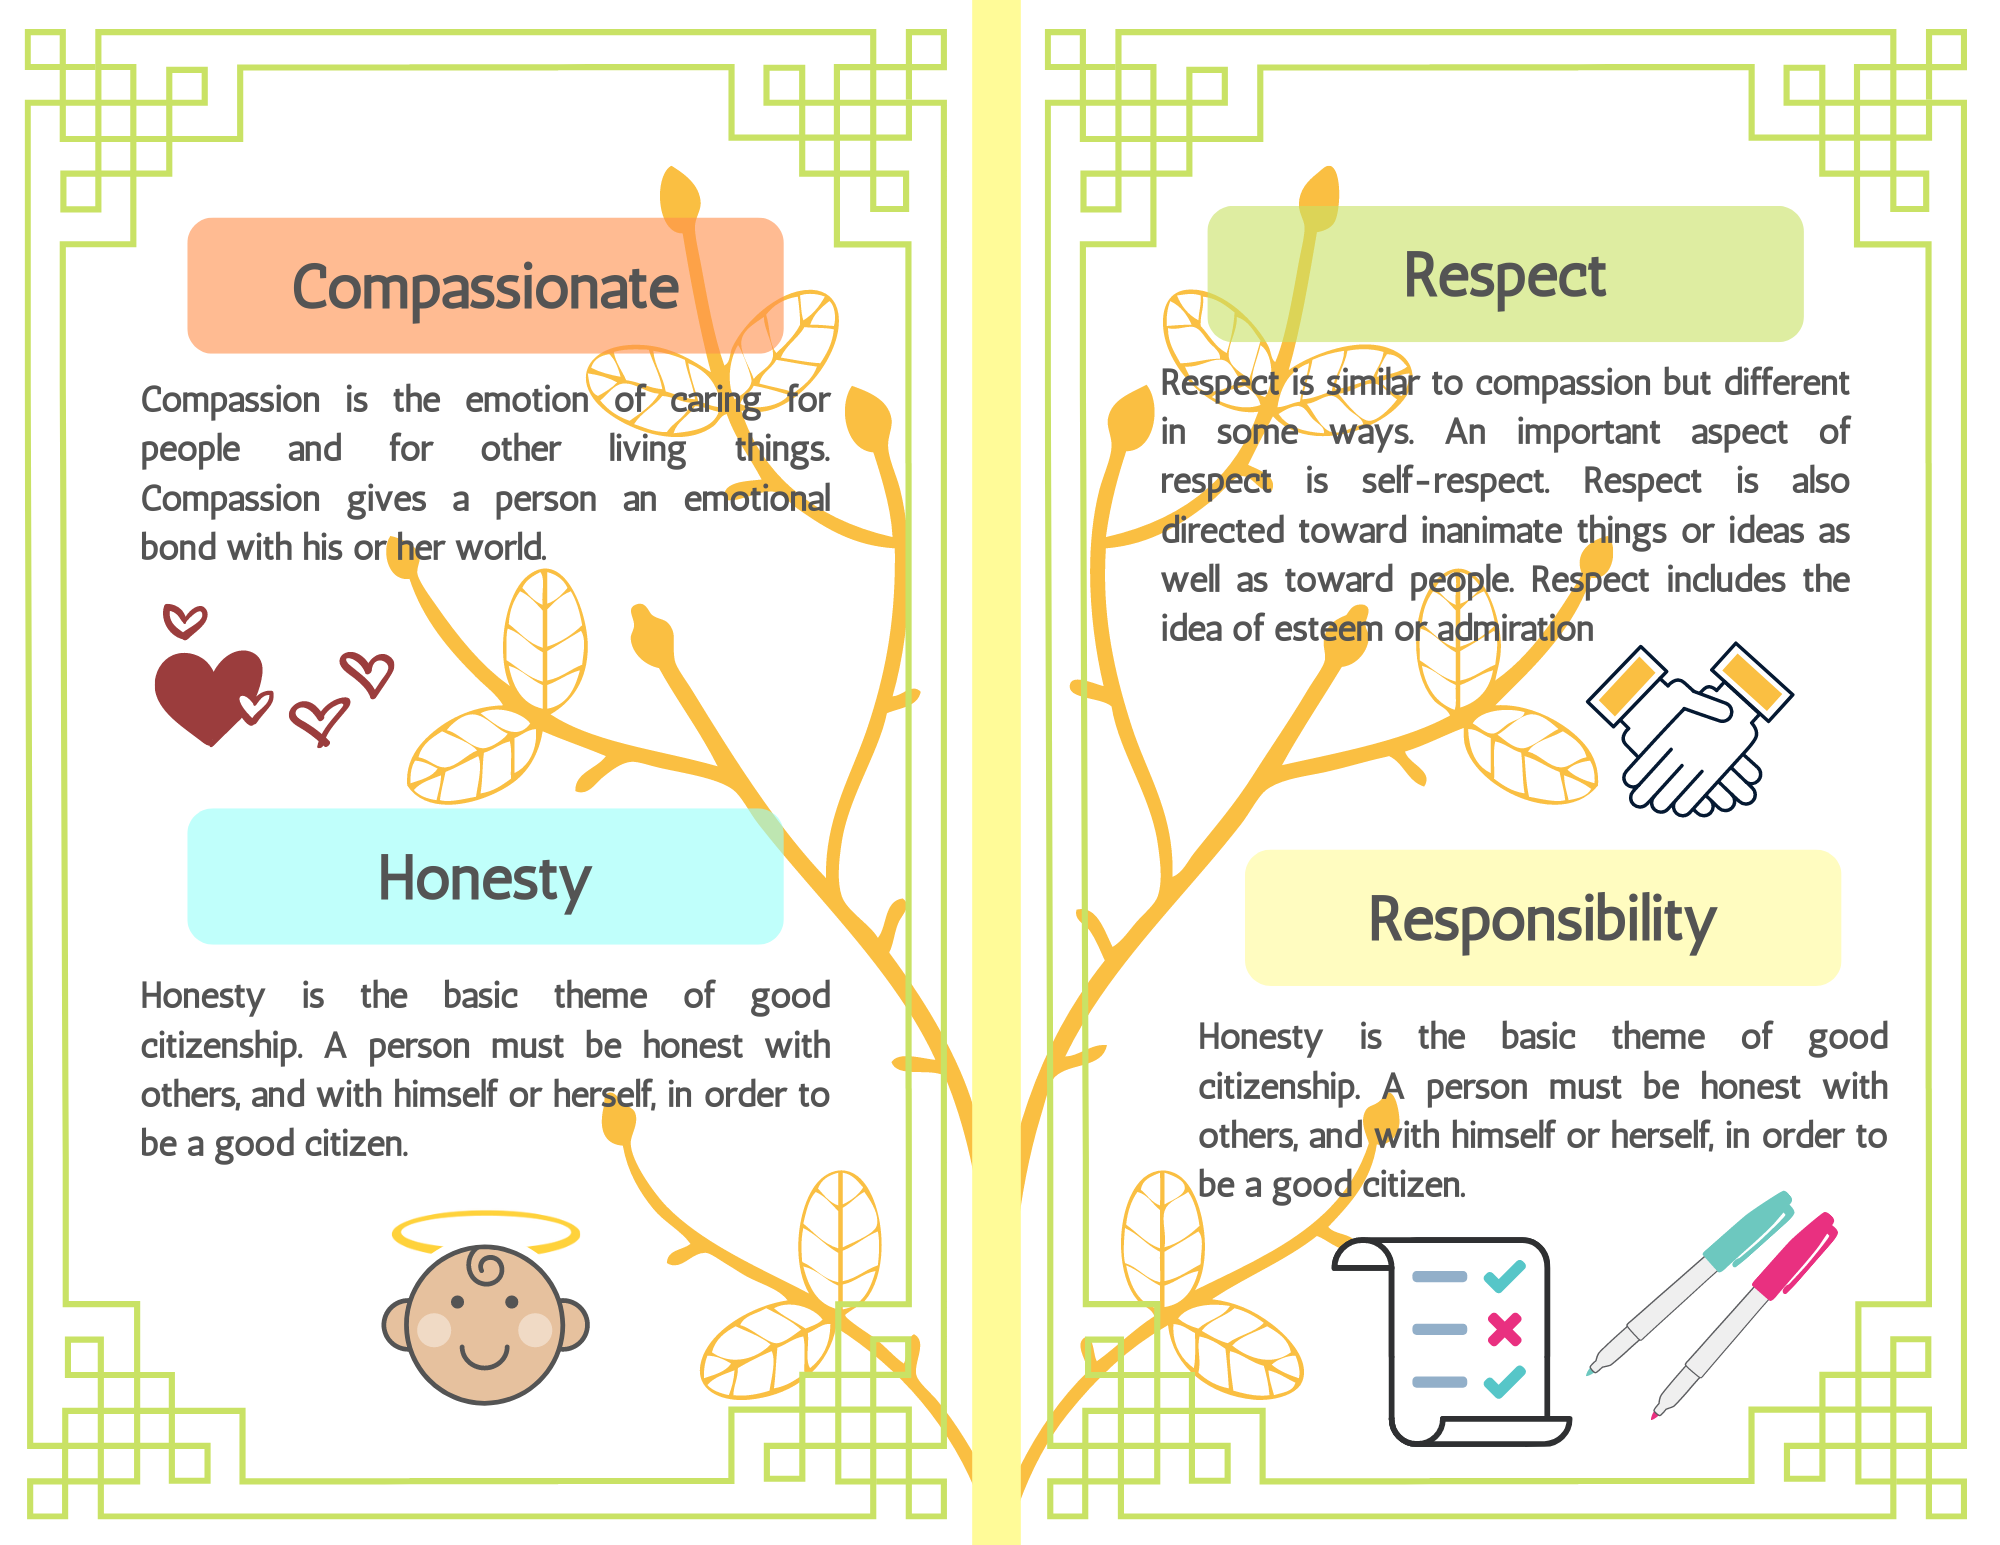 Compassionate
Compassion is the emotion of caring for
people and for other living things.
Compassion gives a person an emotional
bond with his or her world.
Honesty
Honesty is the basic theme of good
citizenship. A person must be honest with
others, and with himself or herself, in order to
be a good citizen.
Respect
Respect is similar to compassion but different
in some ways. An important aspect of
respect is self-respect. Respect is also
directed toward inanimate things or ideas as
well as toward people. Respect includes the
idea of esteem or admiration
Responsibility
Honesty is the basic theme of good
citizenship. A person must be honest with
others, and with himself or herself, in order to
be a good citizen.